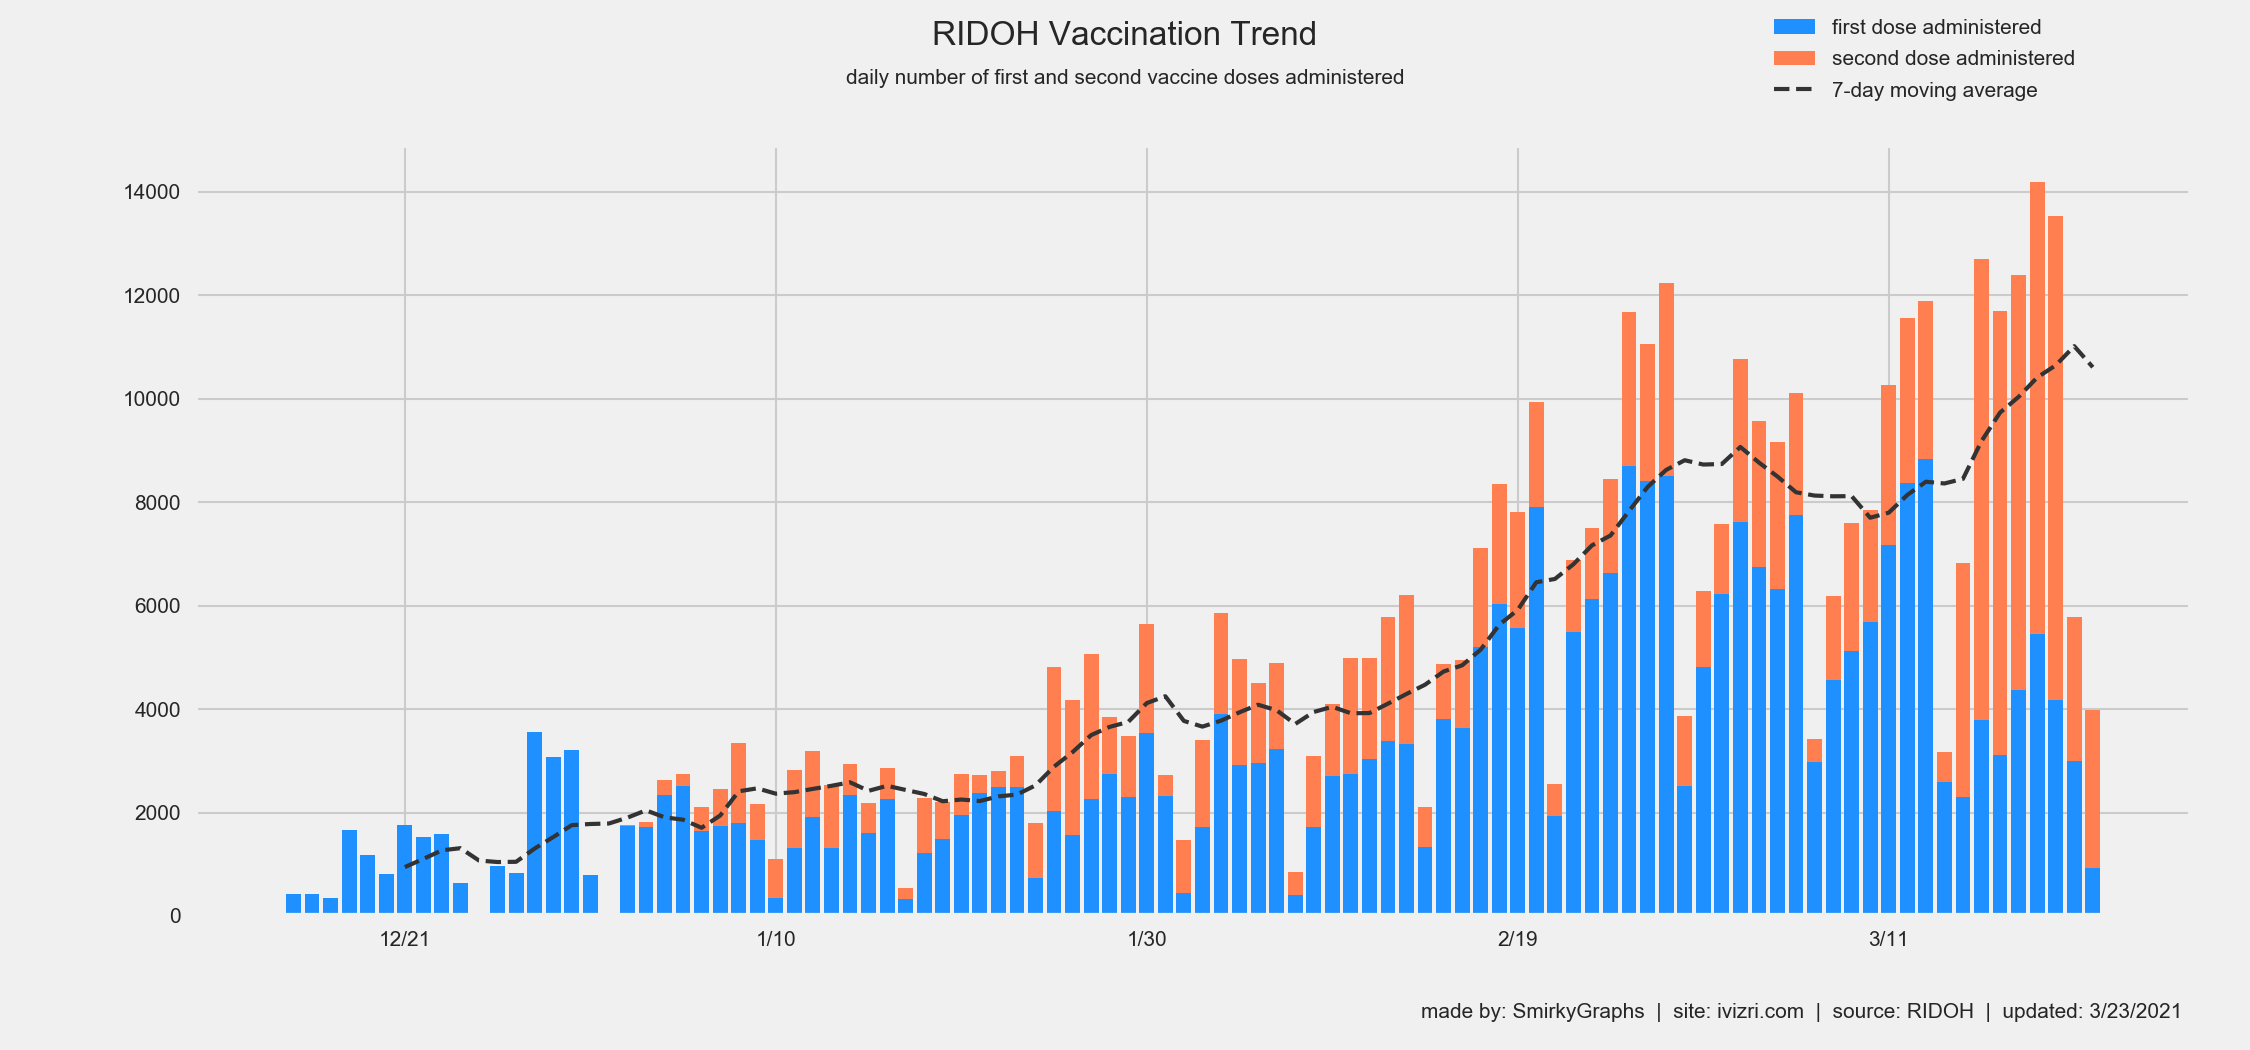 RIDOH Vaccination Trend
daily number of first and second vaccine doses administered
first dose administered
second dose administered
7-day moving average
14000
12000
10000
8000
6000
4000
2000
0
12/21
1/10
1/30
2/19
3/11
made by: SmirkyGraphs | site: ivizri.com | source: RIDOH | updated: 3/23/2021